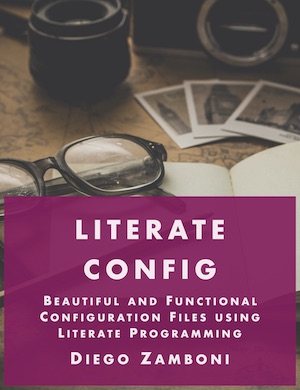 LITERATE
CONFIG
BEAUTIFUL AND FUNCTIONAL
CONFIGURATION FILES USING
LITERATE PROGRAMMING
DIEGO ZAMBONI